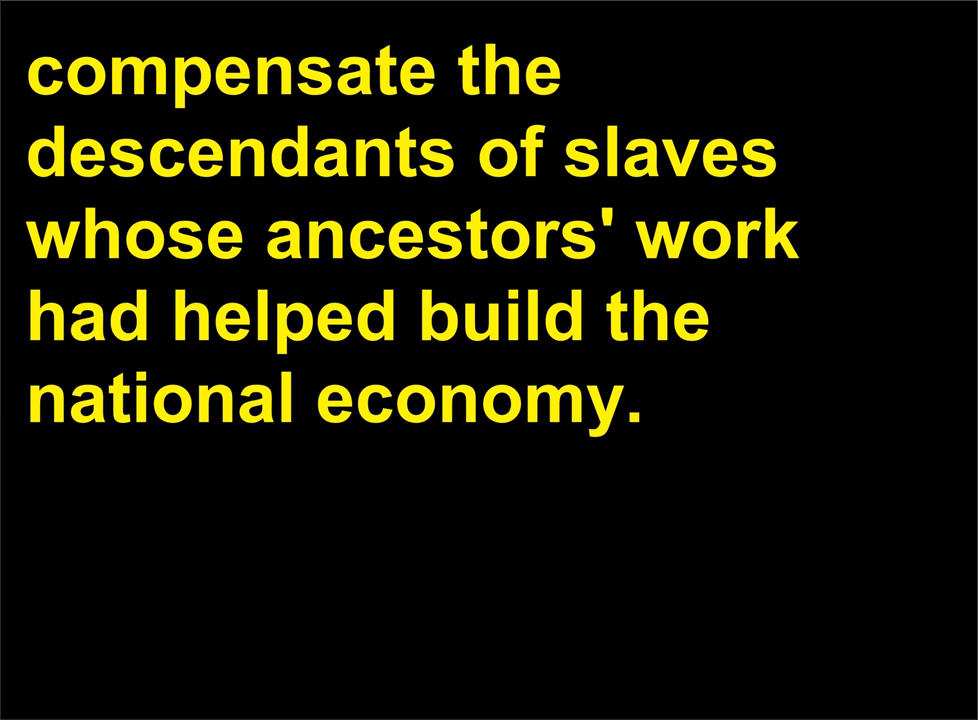 compensate the
descendants of slaves
whose ancestors' work
had helped build the
national economy.